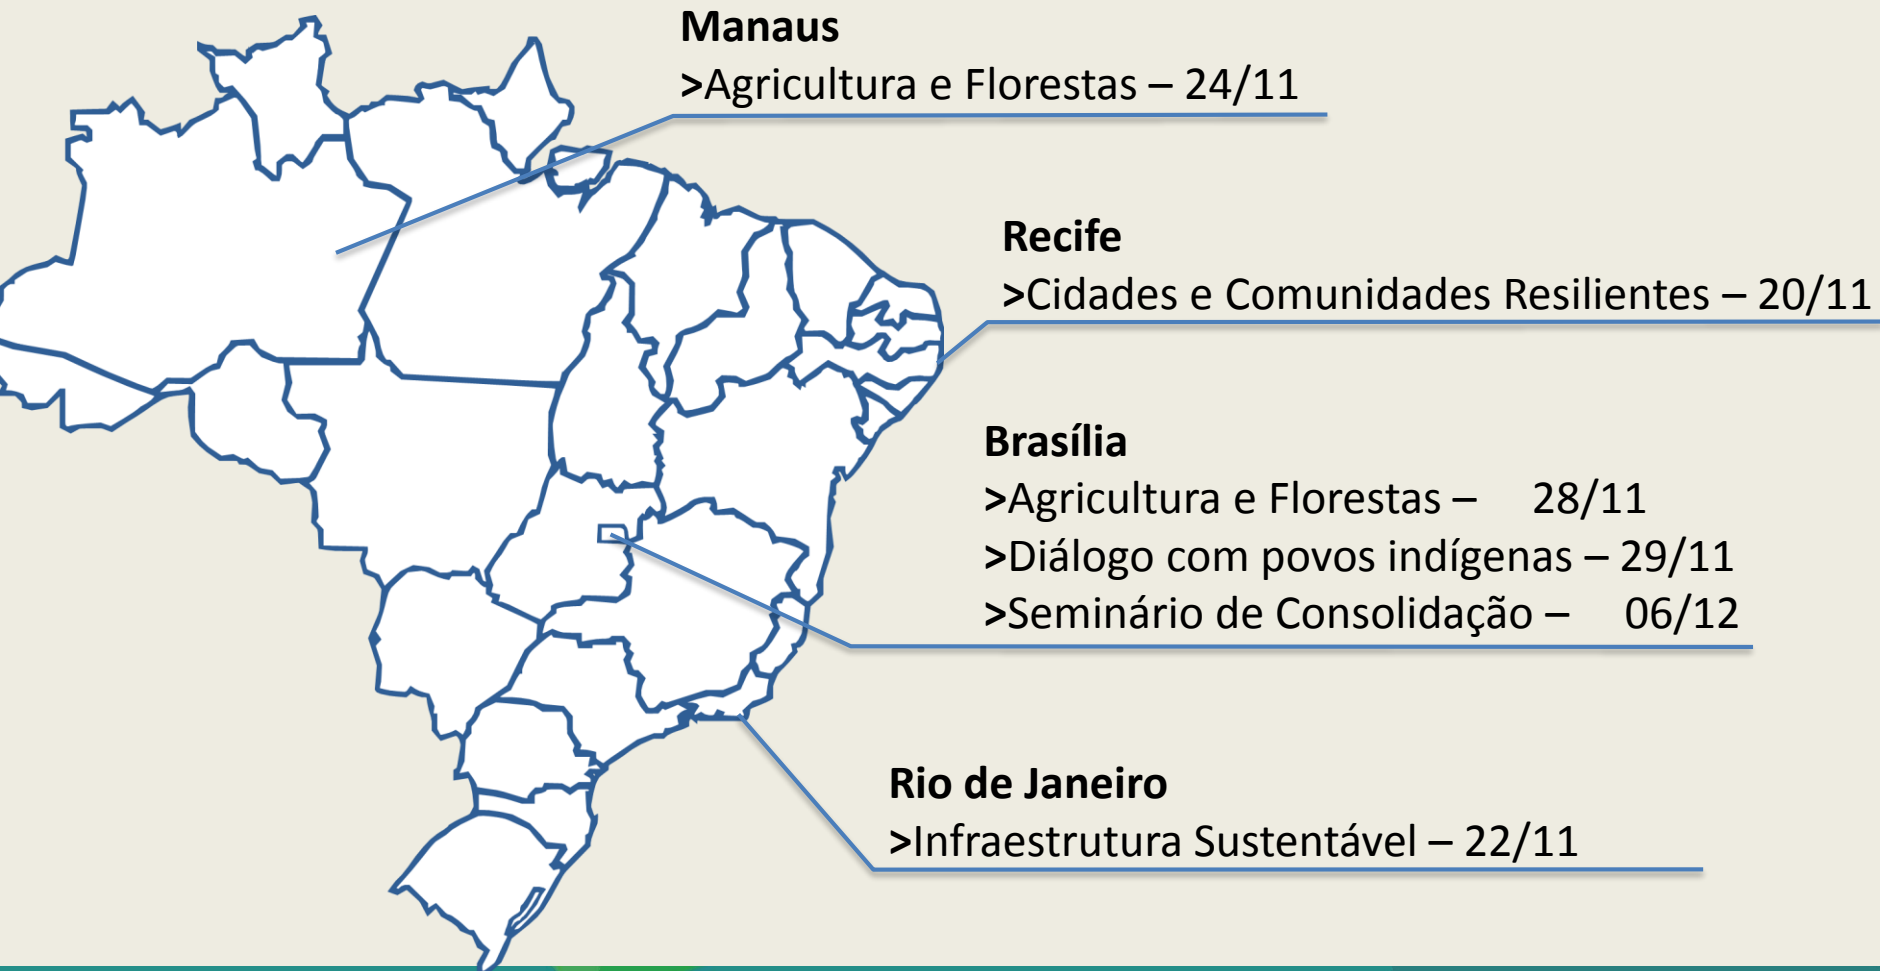 Manaus
>Agricultura e Florestas – 24/11
Recife
>Cidades e Comunidades Resilientes – 20/11
Brasília
>Agricultura e Florestas – 28/11
>Diálogo com povos indígenas – 29/11
>Seminário de Consolidação – 06/12
Rio de Janeiro
>Infraestrutura Sustentável – 22/11